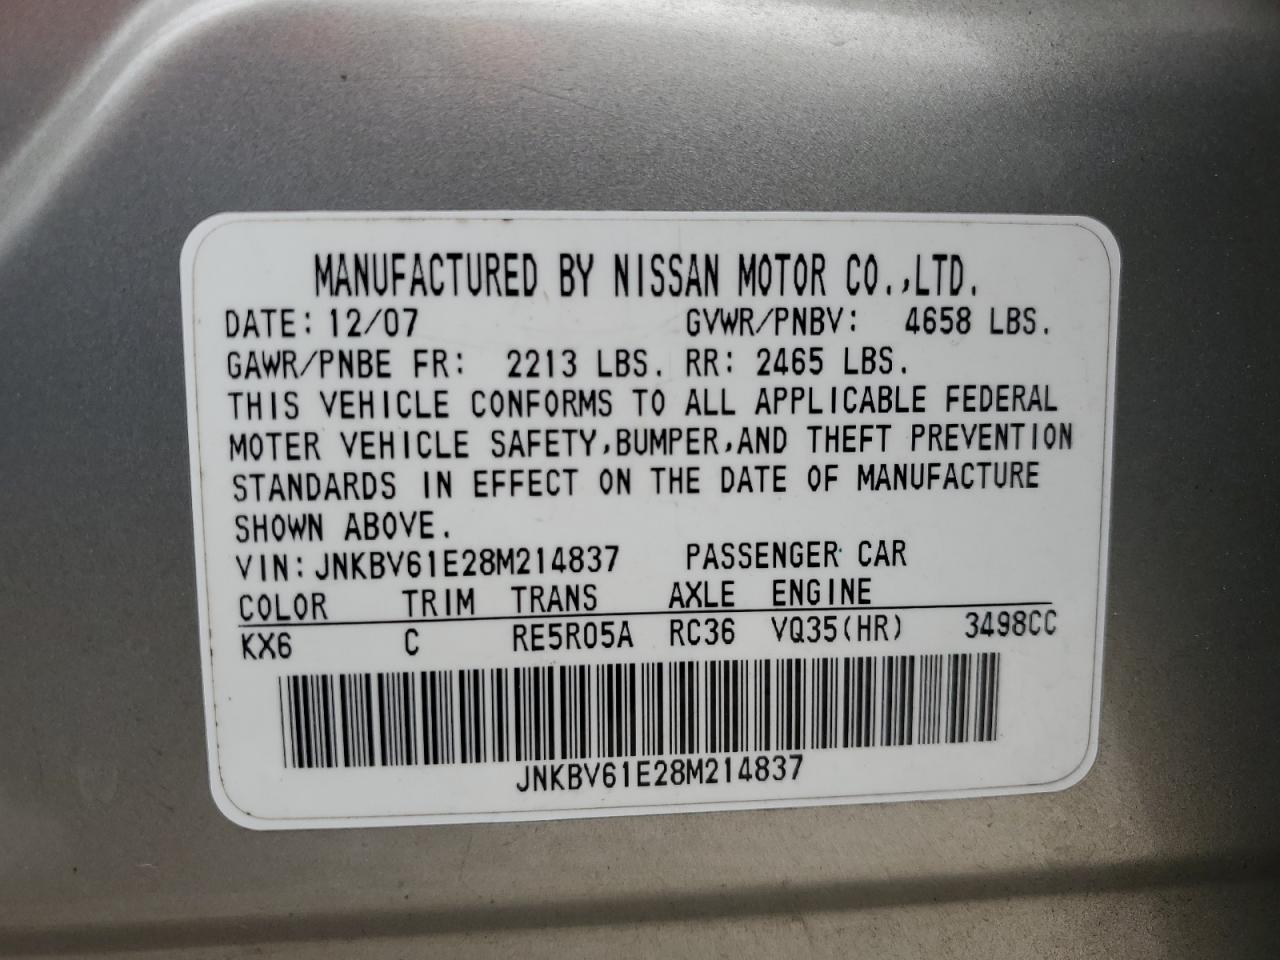 MANUFACTURED BY NISSAN MOTOR CO.,LTD.
DATE: 12/07 GVWR/PNBV: 4658 LBS.
GAWR/PNBE FR: 2213 LBS. RR: 2465 LBS.
THIS VEHICLE CONFORMS TO ALL APPLICABLE FEDERAL
MOTER VEHICLE SAFETY,BUMPER,AND THEFT PREVENTION
STANDARDS IN EFFECT ON THE DATE OF MANUFACTURE
SHOWN ABOVE.
VIN: JNKBV61E28M214837 PASSENGER CAR
COLOR TRIM TRANS AXLE ENGINE
KX6 C RE5R05A RC36 VQ35(HR) 3498CC
JNKBV61E28M214837